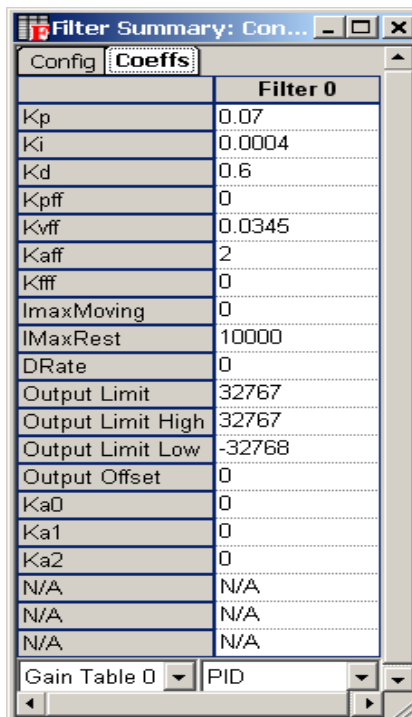 Filter Summary: Con...
Config Coeffs
Filter 0
Kp 0.07
Ki 0.0004
Kd 0.6
Kpff 0
Kvff 0.0345
Kaff 2
Kfff 0
ImaxMoving 0
IMaxRest 10000
DRate 0
Output Limit 32767
Output Limit High 32767
Output Limit Low -32768
Output Offset 0
Ka0 0
Ka1 0
Ka2 0
N/A N/A
N/A N/A
N/A N/A
Gain Table 0 PID